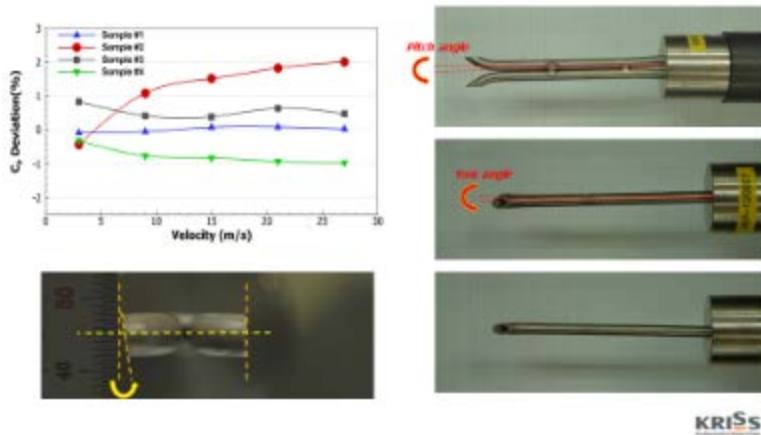 Sample #1
Sample #2
Sample #3
Sample #4
3
2
1
0
-1
-2
0 5 10 15 20 25 30
Velocity (m/s)
Deviation(%)
Pitch angle
Yaw angle
50
40
KRISS